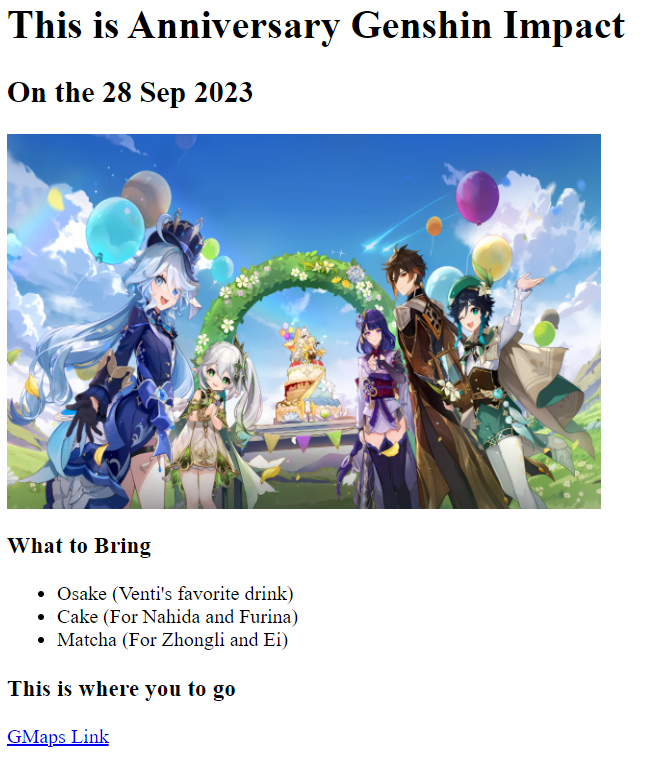 This is Anniversary Genshin Impact
On the 28 Sep 2023
What to Bring
Osake (Venti's favorite drink)
Cake (For Nahida and Furina)
Matcha (For Zhongli and Ei)
This is where you to go
GMaps Link